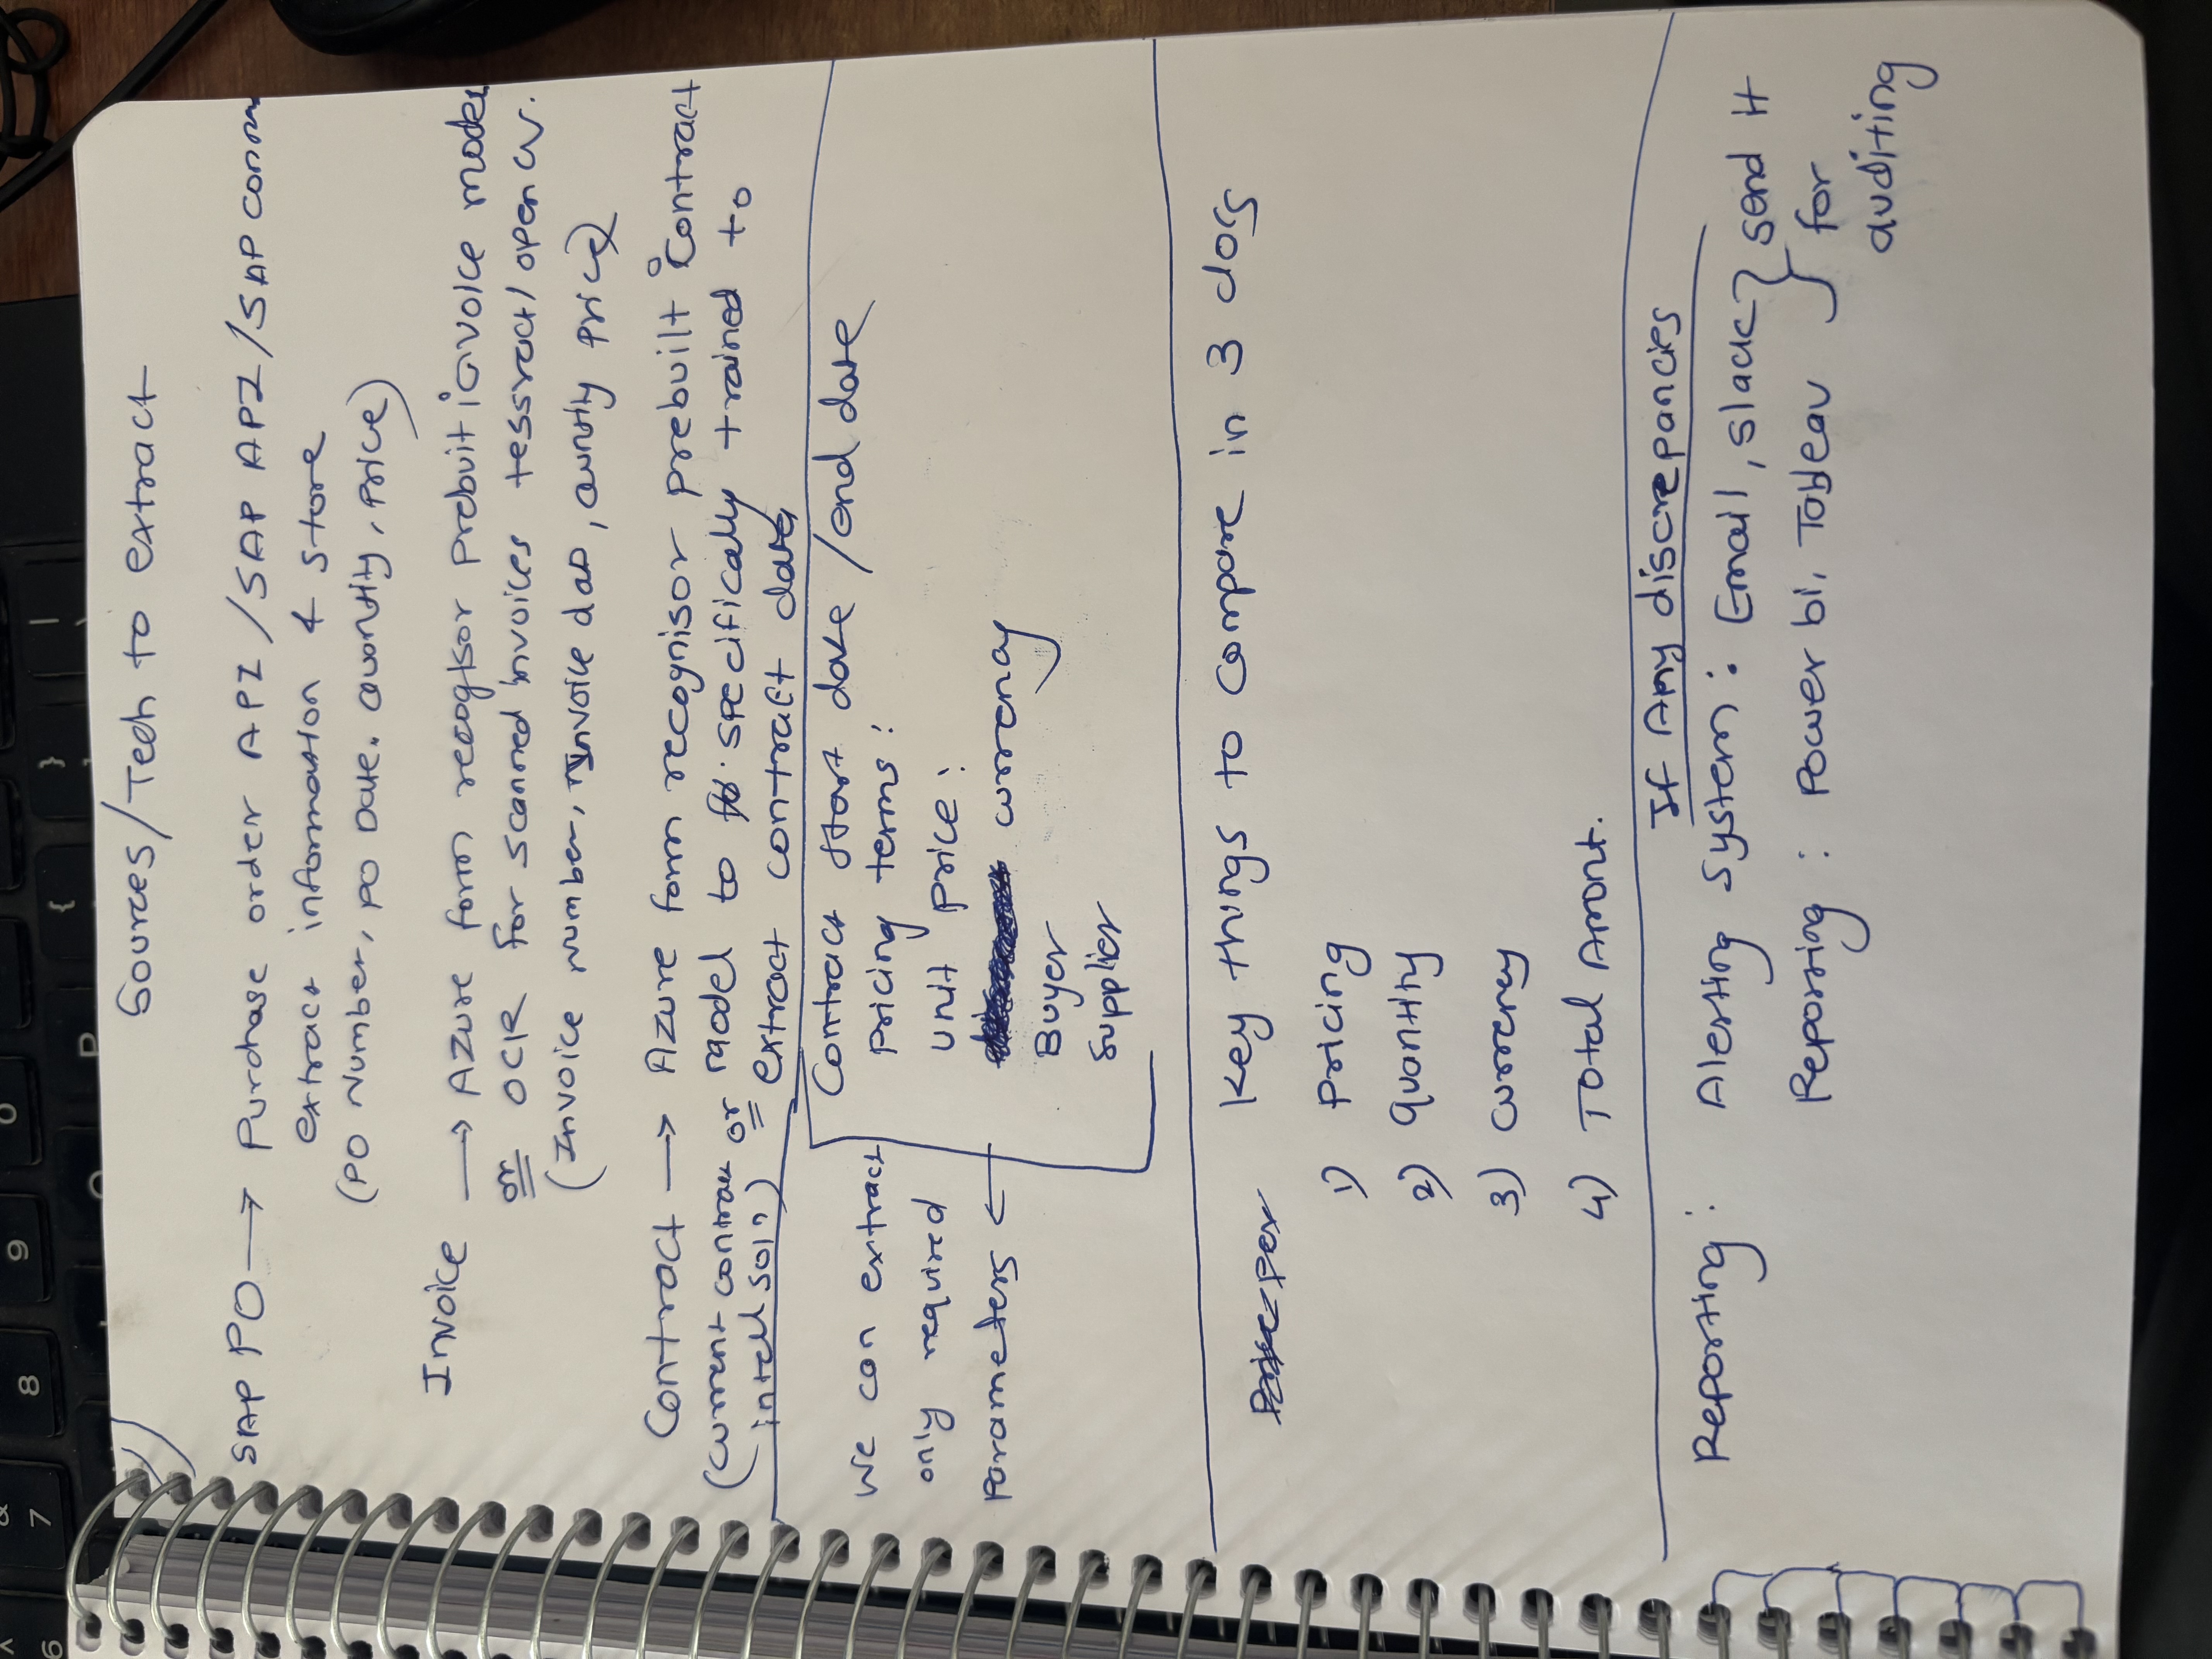 ^
6
&
7
8
9
0
{
}
|
O
P
Sources/Tech to extract
SAP PO → Purchase order API /SAP API/SAP conn
extract information & store
(PO Number, PO Date. Quantity, price)
Invoice → Azure form recogisor prebuit invoice model
or OCR for scanned invoices tessract/ open cv.
(Invoice number, Invoice dae, qunity price)
Contract → Azure form recognisor prebuilt contract
(current contract or model to specifically trained to
intell soln) extract contract data
Contract start date /end date
We can extract pricing terms:
only required unit price:
parameters ← currency
Buyer
Supplier
Key things to compare in 3 docs
1) Pricing
2) Quantity
3) currency
4) Total Amont.
If Any discrepancies
Reporting: Alerting system: Email, slack } send it
Reporting: Power bi, Tableau for
auditing